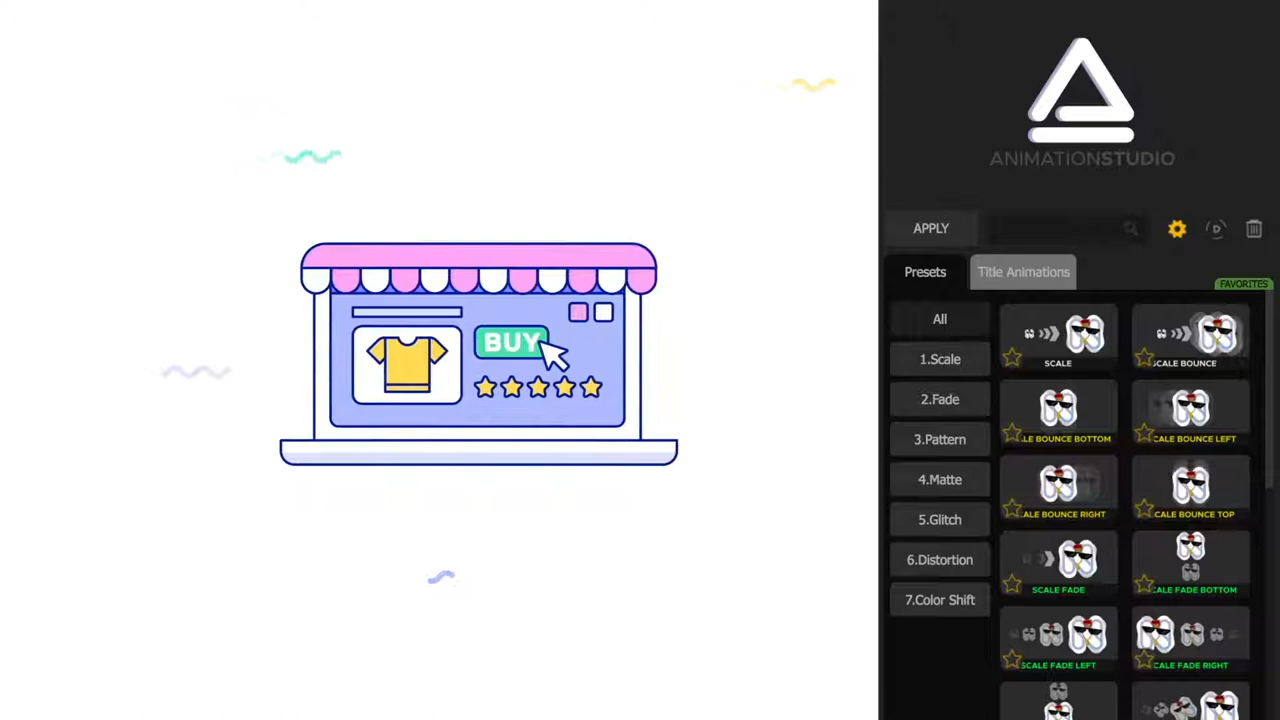 BUY
ANIMATIONSTUDIO
APPLY
D
Presets
Title Animations
FAVORITES
All
1.Scale
2.Fade
3.Pattern
4.Matte
5.Glitch
6.Distortion
7.Color Shift
SCALE
SCALE BOUNCE
LE BOUNCE BOTTOM
CALE BOUNCE LEFT
ALE BOUNCE RIGHT
CALE BOUNCE TOP
SCALE FADE
CALE FADE BOTTOM
SCALE FADE LEFT
CALE FADE RIGHT